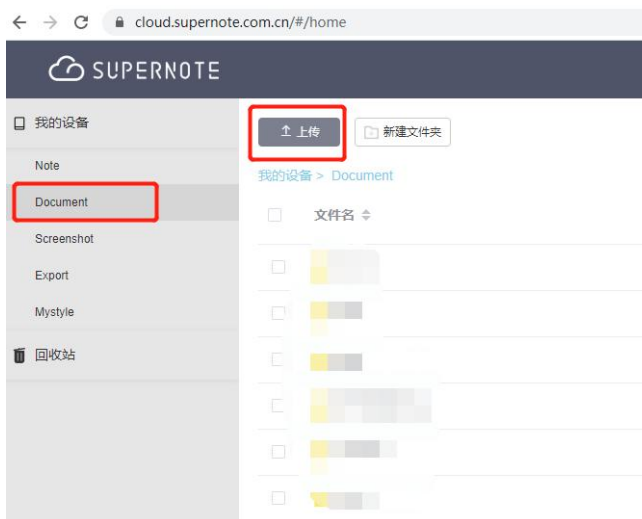 cloud.supernote.com.cn/#/home
SUPERNOTE
我的设备
Note
Document
Screenshot
Export
Mystyle
回收站
上传
新建文件夹
我的设备 > Document
文件名